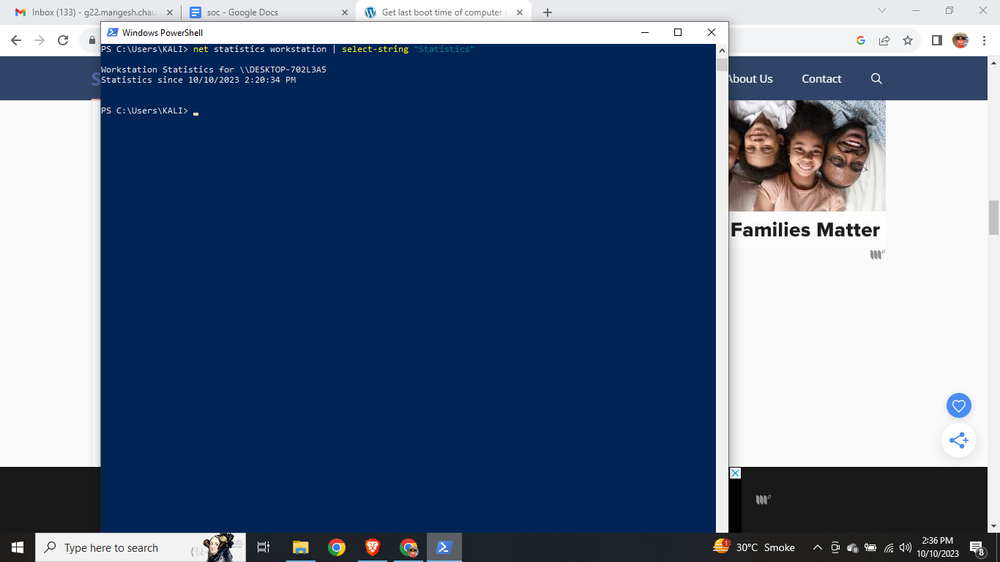 Inbox (133) - g22.mangesh.chau
soc - Google Docs
Get last boot time of computer u
Windows PowerShell
PS C:\Users\KALI> net statistics workstation | select-string "Statistics"
Workstation Statistics for \\DESKTOP-702L3A5
Statistics since 10/10/2023 2:20:34 PM
PS C:\Users\KALI>
S
About Us
Contact
Families Matter
Type here to search
1
30°C Smoke
2:36 PM
10/10/2023
8